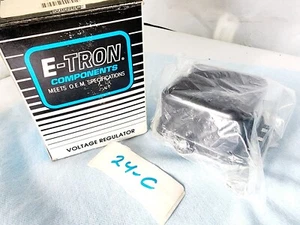 E-TRON
COMPONENTS
MEETS O.E.M. SPECIFICATIONS
VOLTAGE REGULATOR
24-C